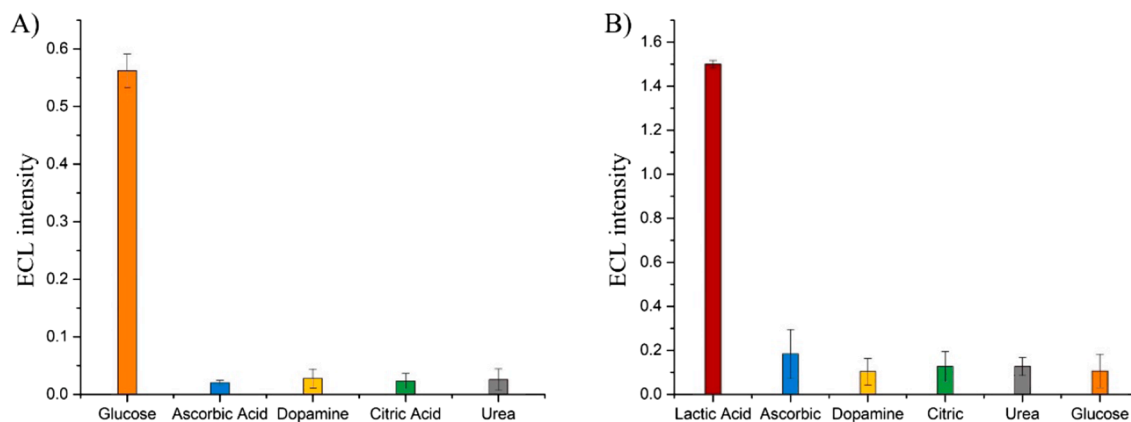 A)
ECL intensity
0.6
0.5
0.4
0.3
0.2
0.1
0.0
Glucose Ascorbic Acid Dopamine Citric Acid Urea
B)
ECL intensity
1.6
1.4
1.2
1.0
0.8
0.6
0.4
0.2
0.0
Lactic Acid Ascorbic Dopamine Citric Urea Glucose